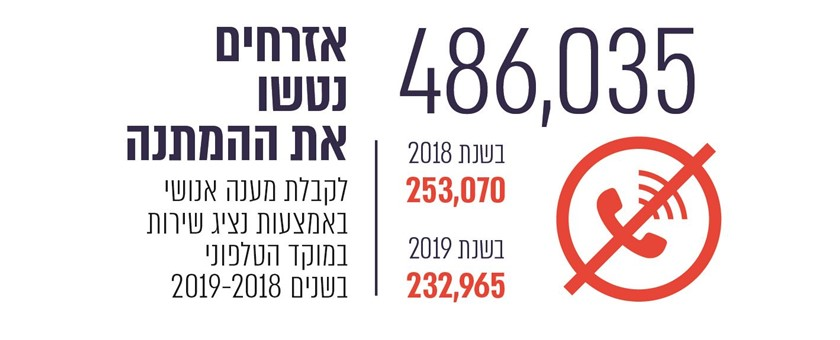 486,035
אזרחים
נטשו
את ההמתנה
לקבלת מענה אנושי
באמצעות נציג שירות
במוקד הטלפוני
בשנים 2019-2018
בשנת 2018
253,070
בשנת 2019
232,965